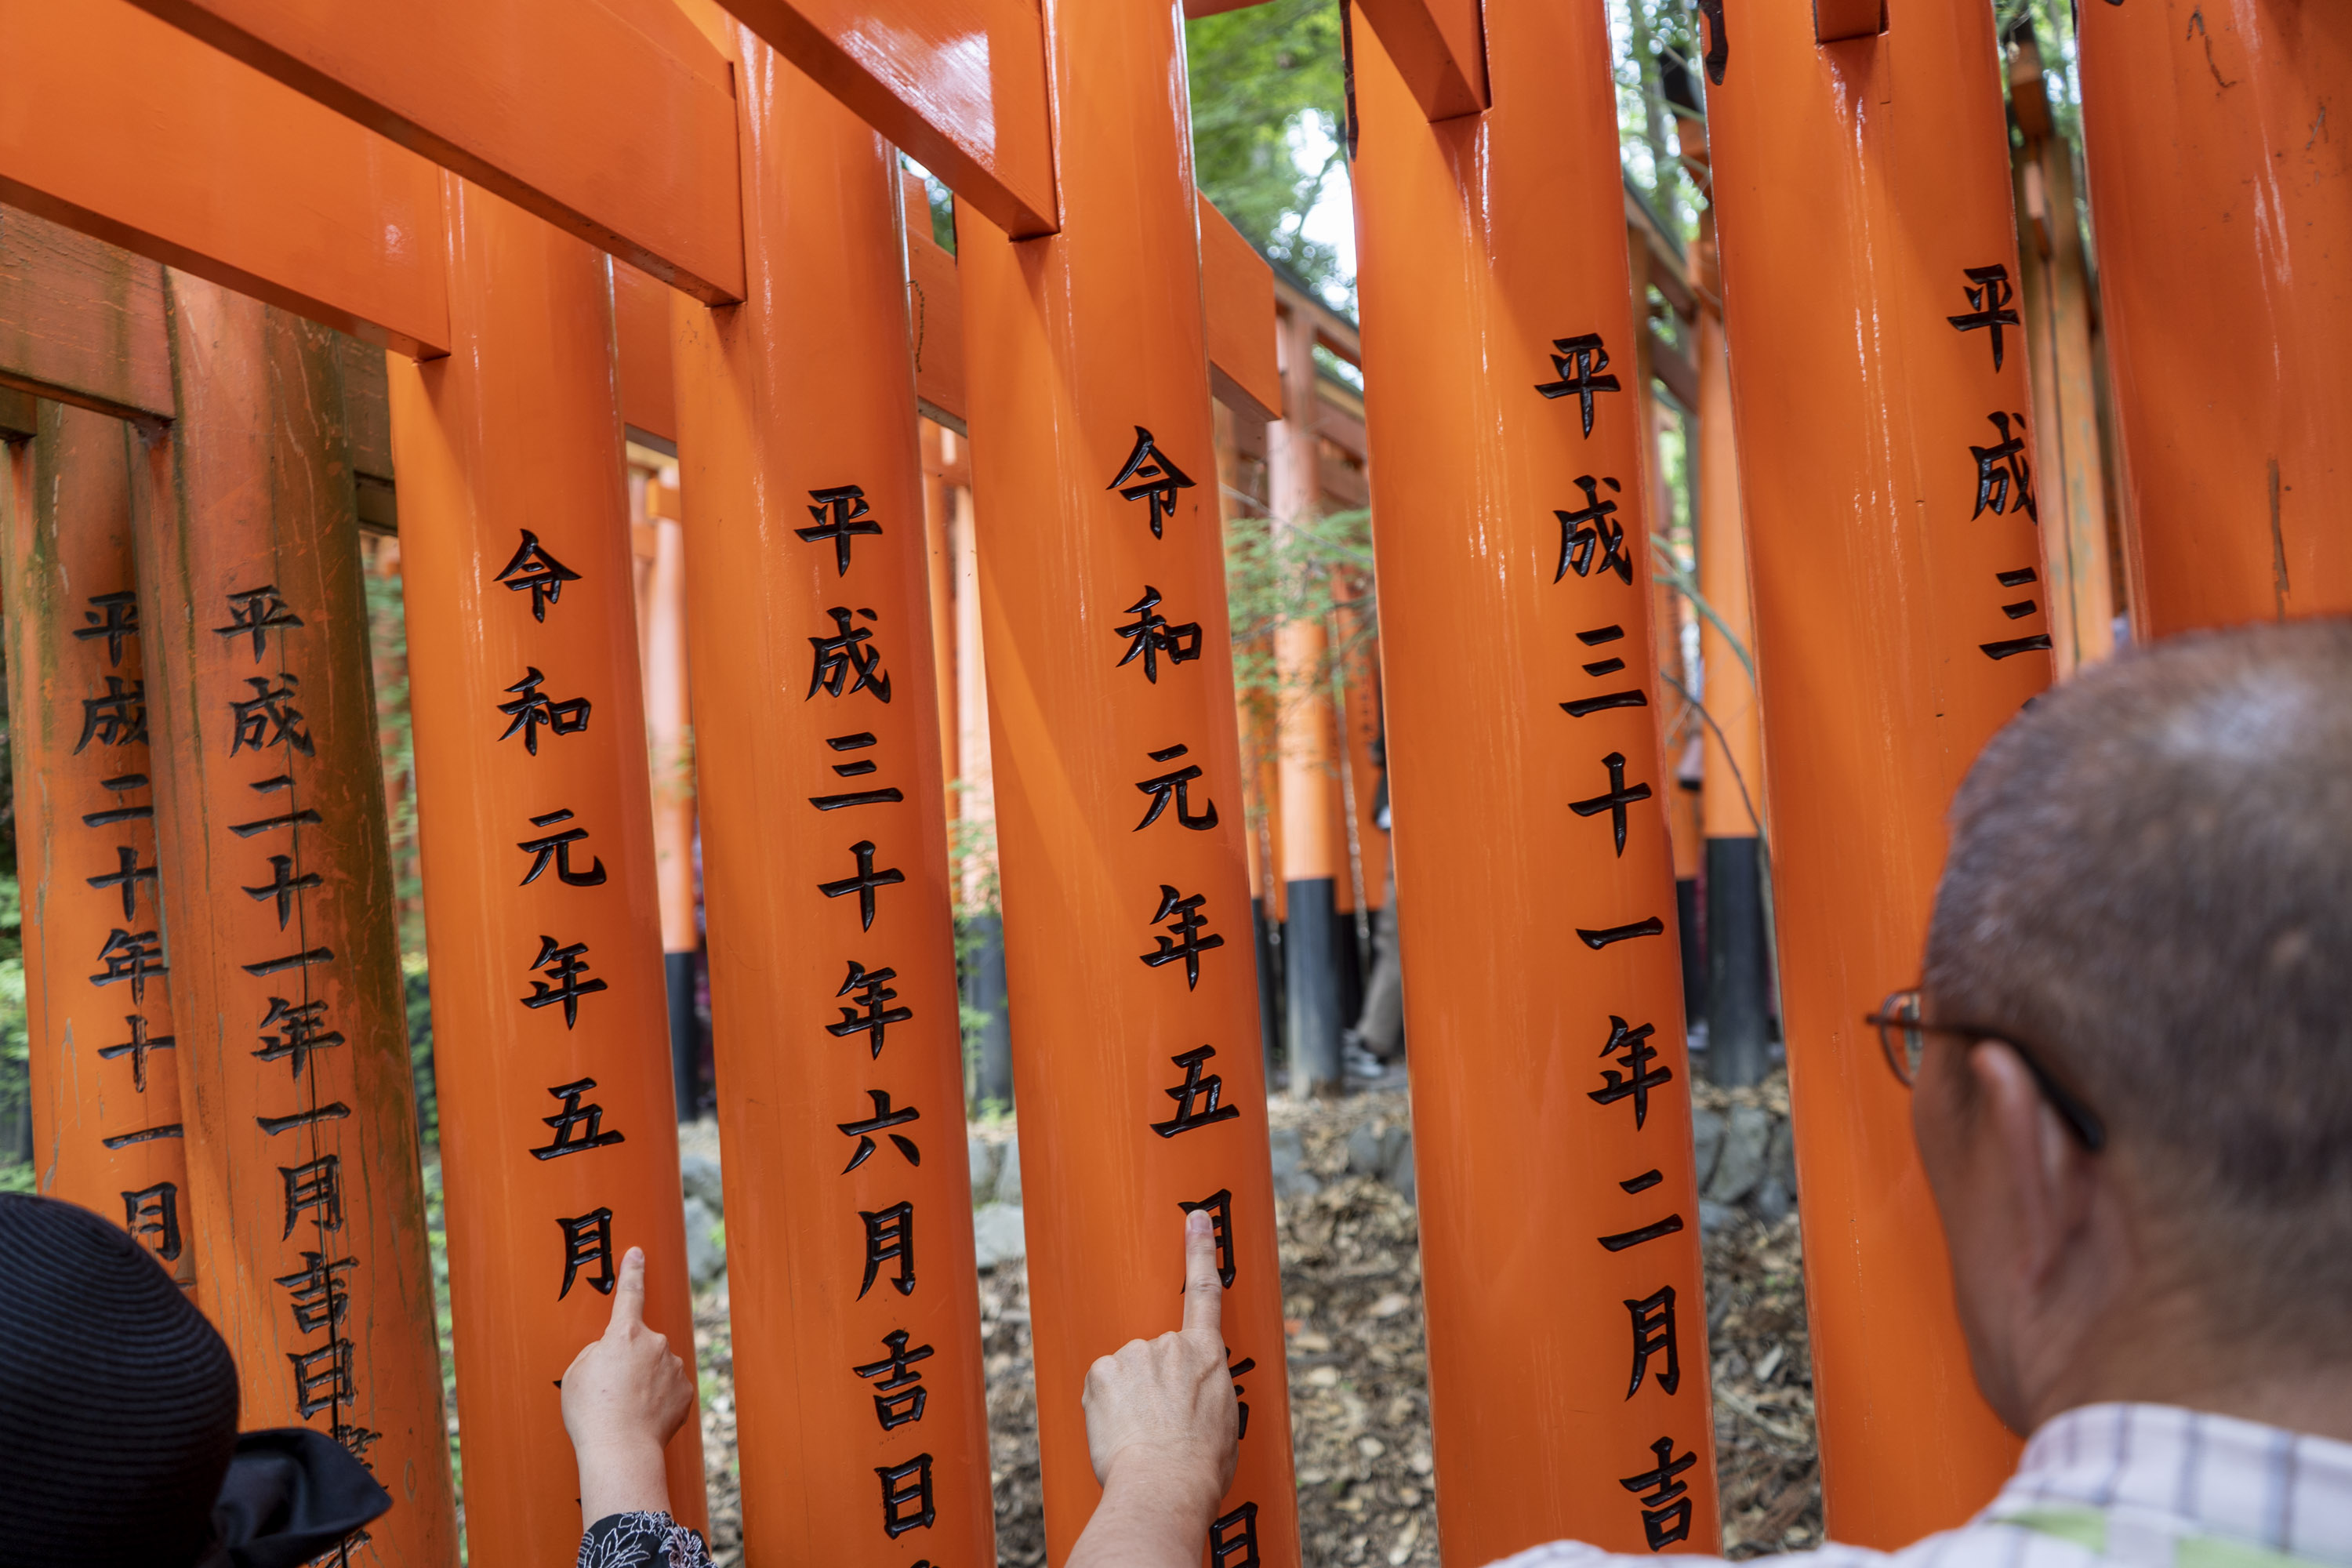 平成三
平成三十一年二月吉
令和元年五月吉日
平成三十年六月吉日
令和元年五月
平成二十一年一月吉日
平成二十年十一月